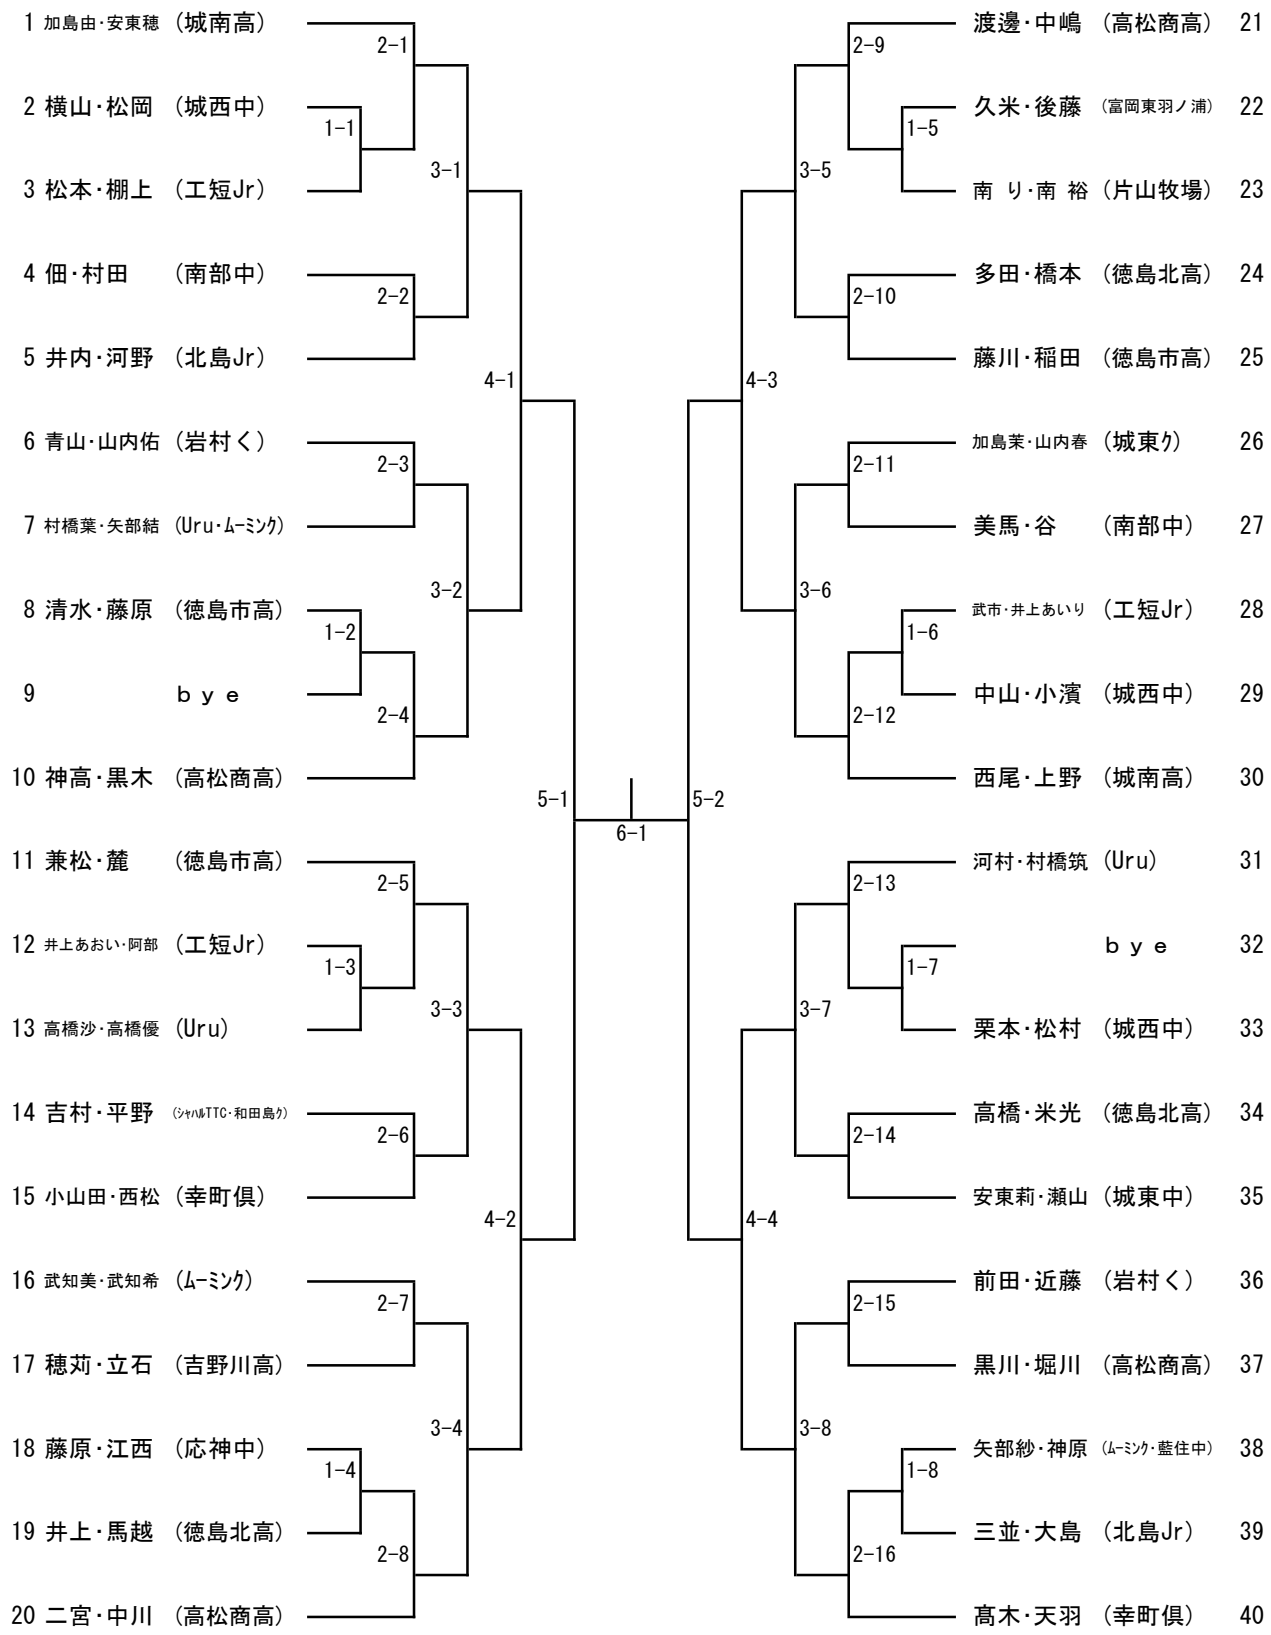 1 加島由・安東穂 (城南高)
2-1
2 横山・松岡 (城西中)
1-1
3 松本・棚上 (工短Jr)
3-1
4 佃・村田 (南部中)
2-2
5 井内・河野 (北島Jr)
4-1
6 青山・山内佑 (岩村く)
2-3
7 村橋葉・矢部結 (Uru・ムーミンク)
3-2
8 清水・藤原 (徳島市高)
1-2
9 bye
2-4
10 神高・黒木 (高松商高)
5-1
11 兼松・麓 (徳島市高)
2-5
12 井上あおい・阿部 (工短Jr)
1-3
13 高橋沙・高橋優 (Uru)
3-3
14 吉村・平野 (シャハルTTC・和田島ク)
2-6
15 小山田・西松 (幸町倶)
4-2
16 武知美・武知希 (ムーミンク)
2-7
17 穂苅・立石 (吉野川高)
3-4
18 藤原・江西 (応神中)
1-4
19 井上・馬越 (徳島北高)
2-8
20 二宮・中川 (高松商高)
6-1
渡邊・中嶋 (高松商高) 21
2-9
久米・後藤 (富岡東羽ノ浦) 22
1-5
南 り・南 裕 (片山牧場) 23
3-5
多田・橋本 (徳島北高) 24
2-10
藤川・稲田 (徳島市高) 25
4-3
加島茉・山内春 (城東ク) 26
2-11
美馬・谷 (南部中) 27
3-6
武市・井上あいり (工短Jr) 28
1-6
中山・小濱 (城西中) 29
2-12
西尾・上野 (城南高) 30
5-2
河村・村橋筑 (Uru) 31
2-13
bye 32
1-7
栗本・松村 (城西中) 33
3-7
高橋・米光 (徳島北高) 34
2-14
安東莉・瀬山 (城東中) 35
4-4
前田・近藤 (岩村く) 36
2-15
黒川・堀川 (高松商高) 37
3-8
矢部紗・神原 (ムーミンク・藍住中) 38
1-8
三並・大島 (北島Jr) 39
2-16
髙木・天羽 (幸町倶) 40